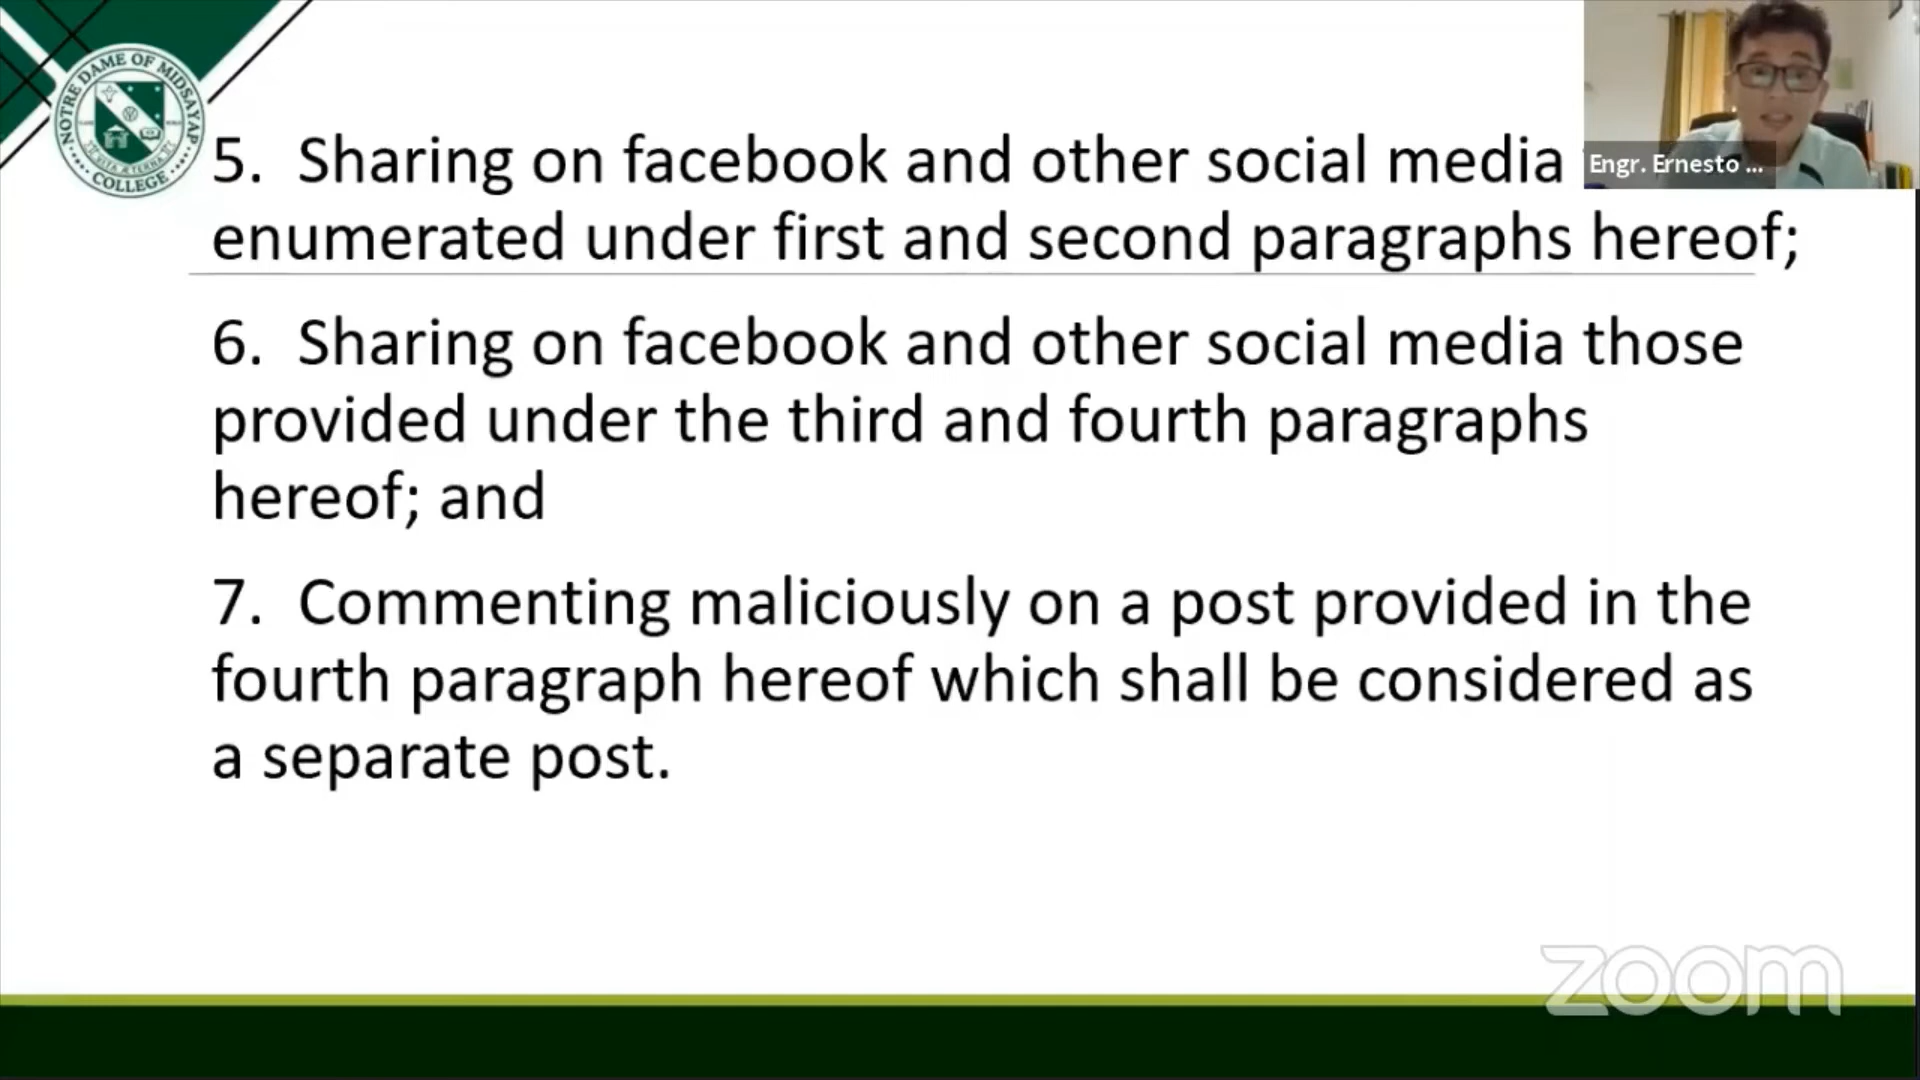 NOTRE DAME OF MIDSAYAP
COLLEGE
5. Sharing on facebook and other social media
enumerated under first and second paragraphs hereof;
6. Sharing on facebook and other social media those
provided under the third and fourth paragraphs
hereof; and
7. Commenting maliciously on a post provided in the
fourth paragraph hereof which shall be considered as
a separate post.
Engr. Ernesto ...
zoom